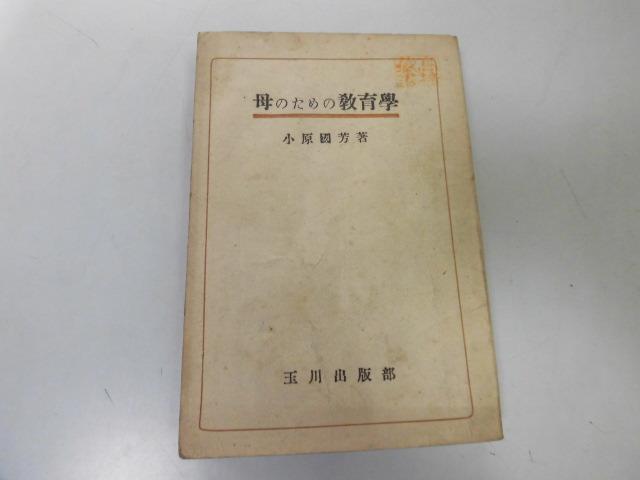 母のための教育學
小原國芳著
玉川出版部